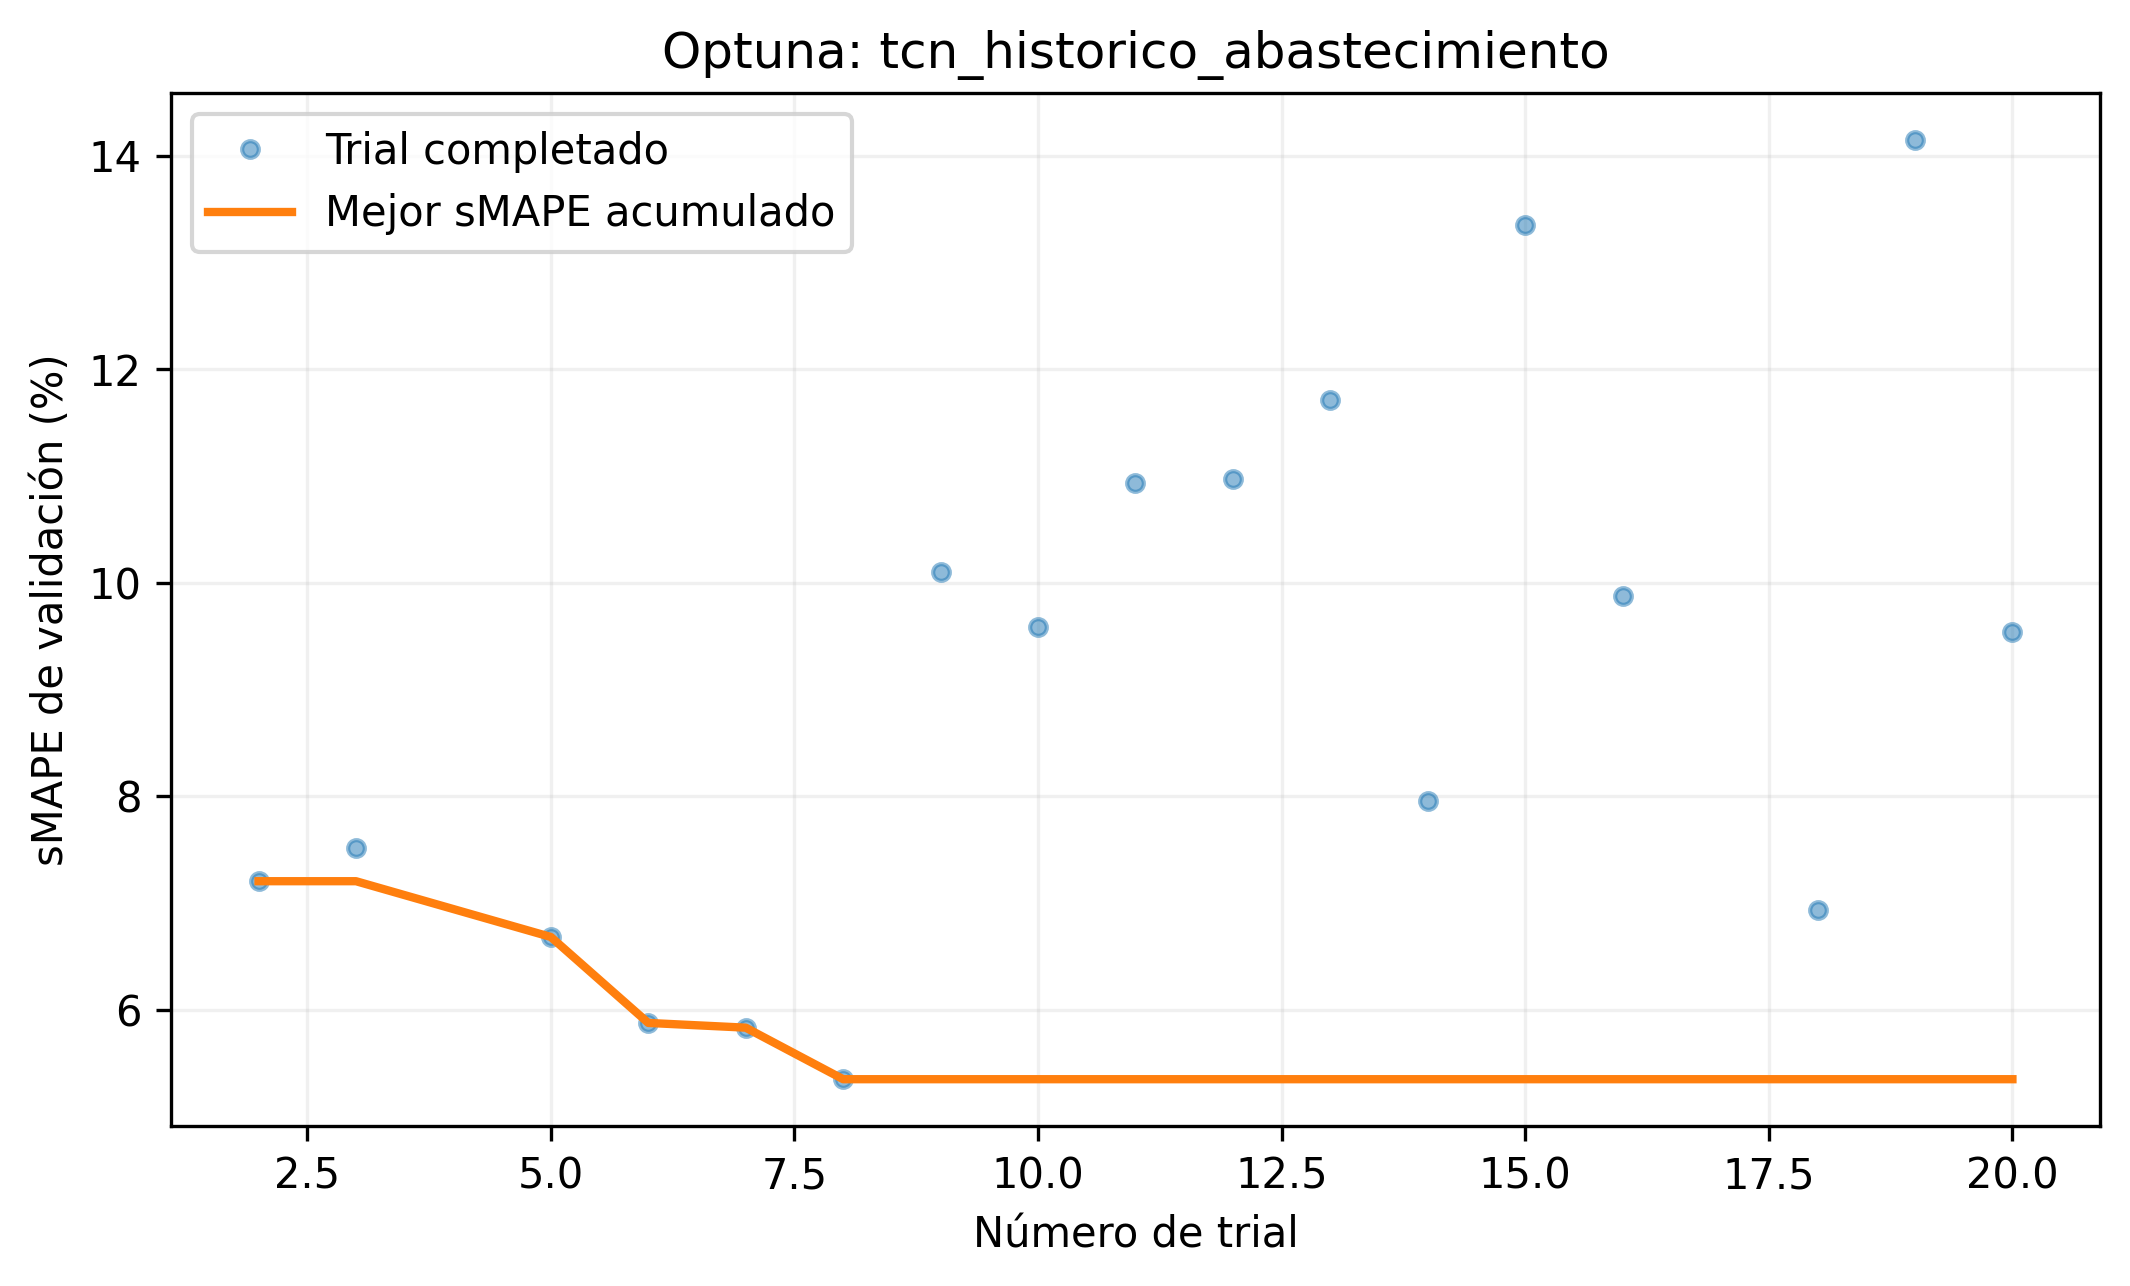 Optuna: tcn_historico_abastecimiento
Trial completado
Mejor sMAPE acumulado
sMAPE de validación (%)
14
12
10
8
6
2.5 5.0 7.5 10.0 12.5 15.0 17.5 20.0
Número de trial